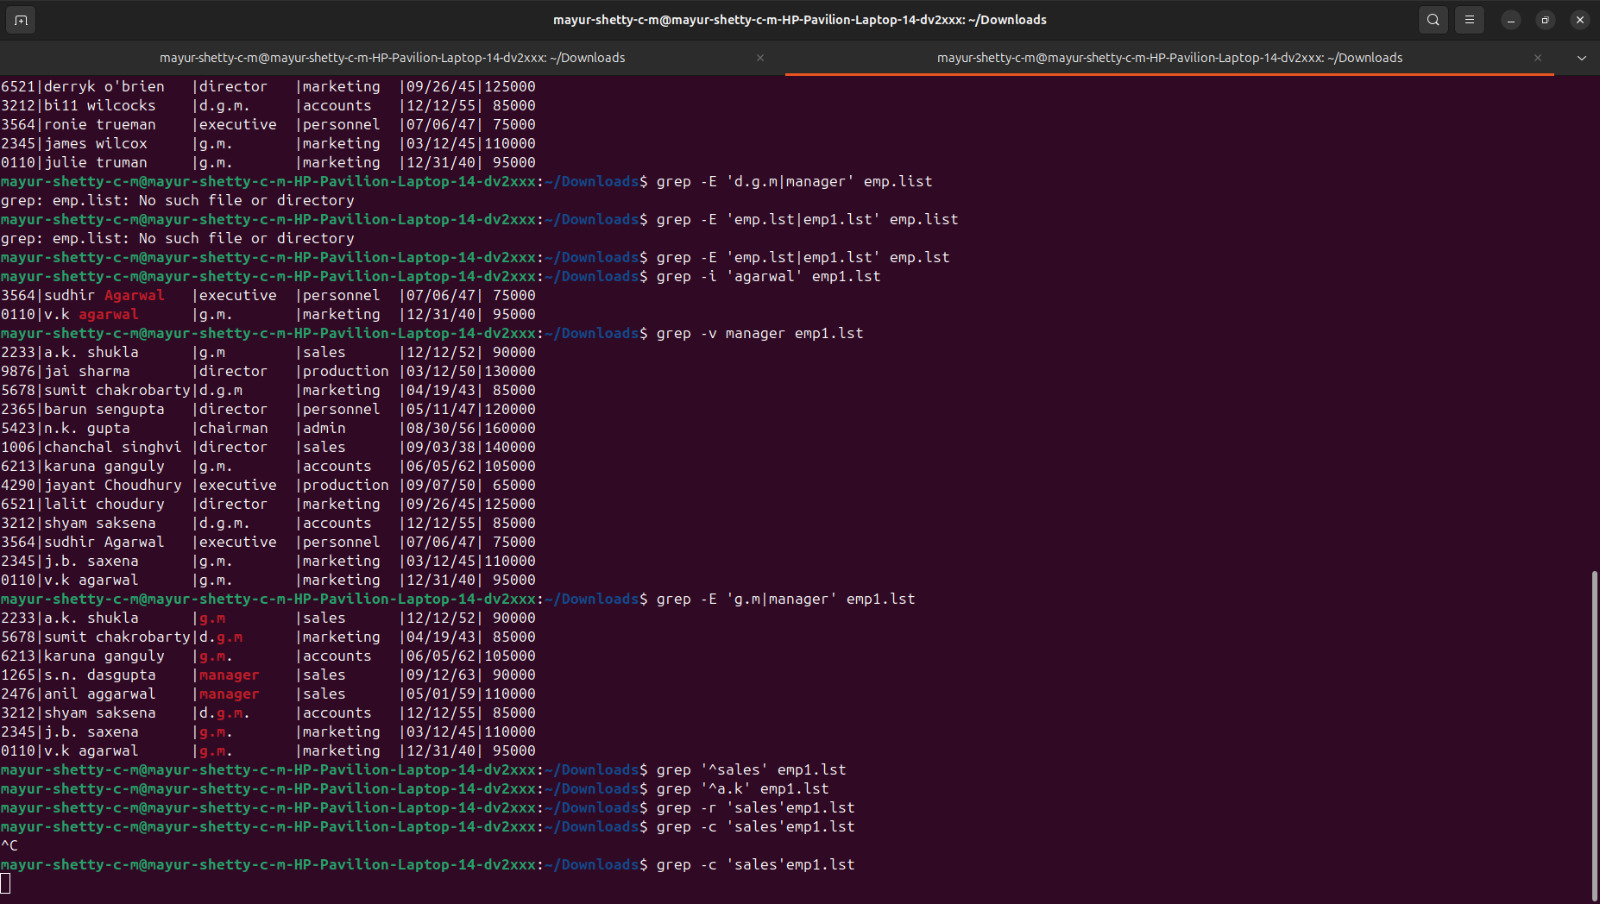 mayur-shetty-c-m@mayur-shetty-c-m-HP-Pavilion-Laptop-14-dv2xxx: ~/Downloads
mayur-shetty-c-m@mayur-shetty-c-m-HP-Pavilion-Laptop-14-dv2xxx: ~/Downloads
mayur-shetty-c-m@mayur-shetty-c-m-HP-Pavilion-Laptop-14-dv2xxx: ~/Downloads
6521|derryk o'brien   |director   |marketing  |09/26/45|125000
3212|bi11 wilcocks    |d.g.m.     |accounts   |12/12/55| 85000
3564|ronie trueman    |executive  |personnel  |07/06/47| 75000
2345|james wilcox     |g.m.       |marketing  |03/12/45|110000
0110|julie truman     |g.m.       |marketing  |12/31/40| 95000
mayur-shetty-c-m@mayur-shetty-c-m-HP-Pavilion-Laptop-14-dv2xxx:~/Downloads$ grep -E 'd.g.m|manager' emp.list
grep: emp.list: No such file or directory
mayur-shetty-c-m@mayur-shetty-c-m-HP-Pavilion-Laptop-14-dv2xxx:~/Downloads$ grep -E 'emp.lst|emp1.lst' emp.list
grep: emp.list: No such file or directory
mayur-shetty-c-m@mayur-shetty-c-m-HP-Pavilion-Laptop-14-dv2xxx:~/Downloads$ grep -E 'emp.lst|emp1.lst' emp.lst
mayur-shetty-c-m@mayur-shetty-c-m-HP-Pavilion-Laptop-14-dv2xxx:~/Downloads$ grep -i 'agarwal' emp1.lst
3564|sudhir Agarwal   |executive  |personnel  |07/06/47| 75000
0110|v.k agarwal      |g.m.       |marketing  |12/31/40| 95000
mayur-shetty-c-m@mayur-shetty-c-m-HP-Pavilion-Laptop-14-dv2xxx:~/Downloads$ grep -v manager emp1.lst
2233|a.k. shukla      |g.m        |sales      |12/12/52| 90000
9876|jai sharma       |director   |production |03/12/50|130000
5678|sumit chakrobarty|d.g.m      |marketing  |04/19/43| 85000
2365|barun sengupta   |director   |personnel  |05/11/47|120000
5423|n.k. gupta       |chairman   |admin      |08/30/56|160000
1006|chanchal singhvi |director   |sales      |09/03/38|140000
6213|karuna ganguly   |g.m.       |accounts   |06/05/62|105000
4290|jayant Choudhury |executive  |production |09/07/50| 65000
6521|lalit choudury   |director   |marketing  |09/26/45|125000
3212|shyam saksena    |d.g.m.     |accounts   |12/12/55| 85000
3564|sudhir Agarwal   |executive  |personnel  |07/06/47| 75000
2345|j.b. saxena      |g.m.       |marketing  |03/12/45|110000
0110|v.k agarwal      |g.m.       |marketing  |12/31/40| 95000
mayur-shetty-c-m@mayur-shetty-c-m-HP-Pavilion-Laptop-14-dv2xxx:~/Downloads$ grep -E 'g.m|manager' emp1.lst
2233|a.k. shukla      |g.m        |sales      |12/12/52| 90000
5678|sumit chakrobarty|d.g.m      |marketing  |04/19/43| 85000
6213|karuna ganguly   |g.m.       |accounts   |06/05/62|105000
1265|s.n. dasgupta    |manager    |sales      |09/12/63| 90000
2476|anil aggarwal    |manager    |sales      |05/01/59|110000
3212|shyam saksena    |d.g.m.     |accounts   |12/12/55| 85000
2345|j.b. saxena      |g.m.       |marketing  |03/12/45|110000
0110|v.k agarwal      |g.m.       |marketing  |12/31/40| 95000
mayur-shetty-c-m@mayur-shetty-c-m-HP-Pavilion-Laptop-14-dv2xxx:~/Downloads$ grep '^sales' emp1.lst
mayur-shetty-c-m@mayur-shetty-c-m-HP-Pavilion-Laptop-14-dv2xxx:~/Downloads$ grep '^a.k' emp1.lst
mayur-shetty-c-m@mayur-shetty-c-m-HP-Pavilion-Laptop-14-dv2xxx:~/Downloads$ grep -r 'sales'emp1.lst
mayur-shetty-c-m@mayur-shetty-c-m-HP-Pavilion-Laptop-14-dv2xxx:~/Downloads$ grep -c 'sales'emp1.lst
^C
mayur-shetty-c-m@mayur-shetty-c-m-HP-Pavilion-Laptop-14-dv2xxx:~/Downloads$ grep -c 'sales'emp1.lst